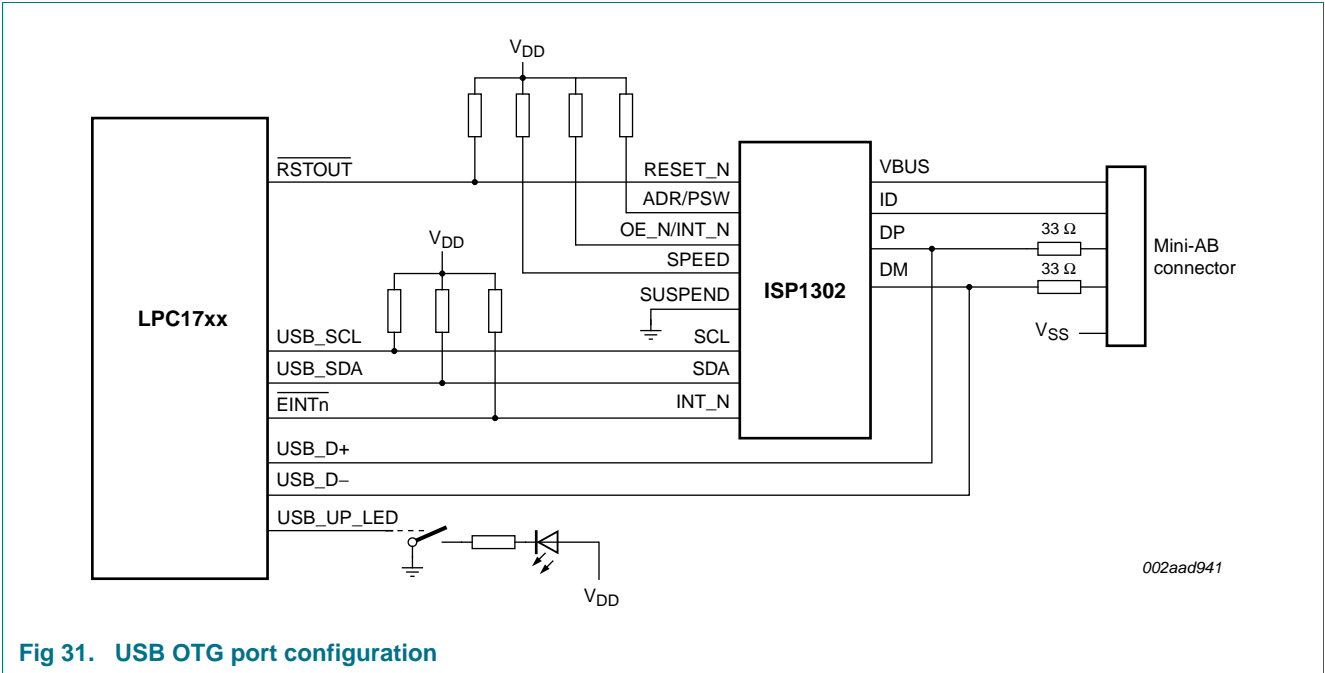 VDD
RSTOUT
RESET_N
ADR/PSW
OE_N/INT_N
SPEED
SUSPEND
SCL
SDA
INT_N
ISP1302
VBUS
ID
DP
33 Ω
DM
33 Ω
VSS
Mini-AB
connector
VDD
LPC17xx
USB_SCL
USB_SDA
EINTn
USB_D+
USB_D−
USB_UP_LED
VDD
002aad941
Fig 31. USB OTG port configuration